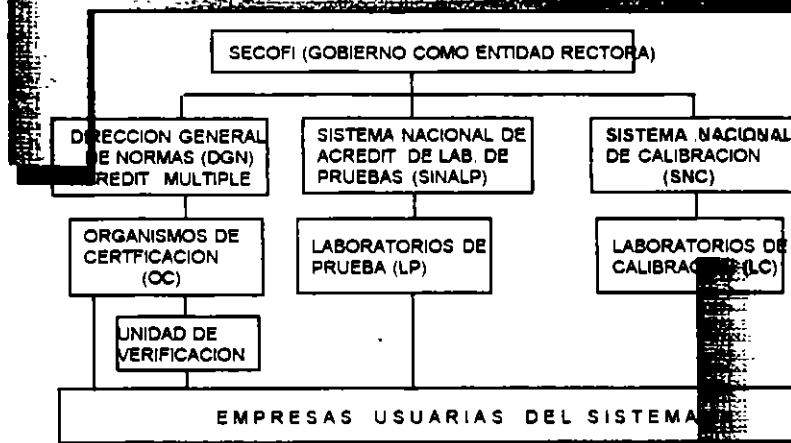 SECOFI (GOBIERNO COMO ENTIDAD RECTORA)
DIRECCION GENERAL
DE NORMAS (DGN)
ACREDIT MULTIPLE
SISTEMA NACIONAL DE
ACREDIT DE LAB. DE
PRUEBAS (SINALP)
SISTEMA NACIONAL
DE CALIBRACION
(SNC)
ORGANISMOS DE
CERTFICACION
(OC)
LABORATORIOS DE
PRUEBA (LP)
LABORATORIOS DE
(LC)
UNIDAD DE
VERIFICACION
EMPRESAS USUARIAS DEL SISTEMA